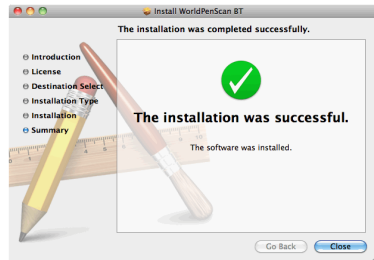 Install WorldPenScan BT
The installation was completed successfully.
Introduction
License
Destination Select
Installation Type
Installation
Summary
The installation was successful.
The software was installed.
Go Back
Close